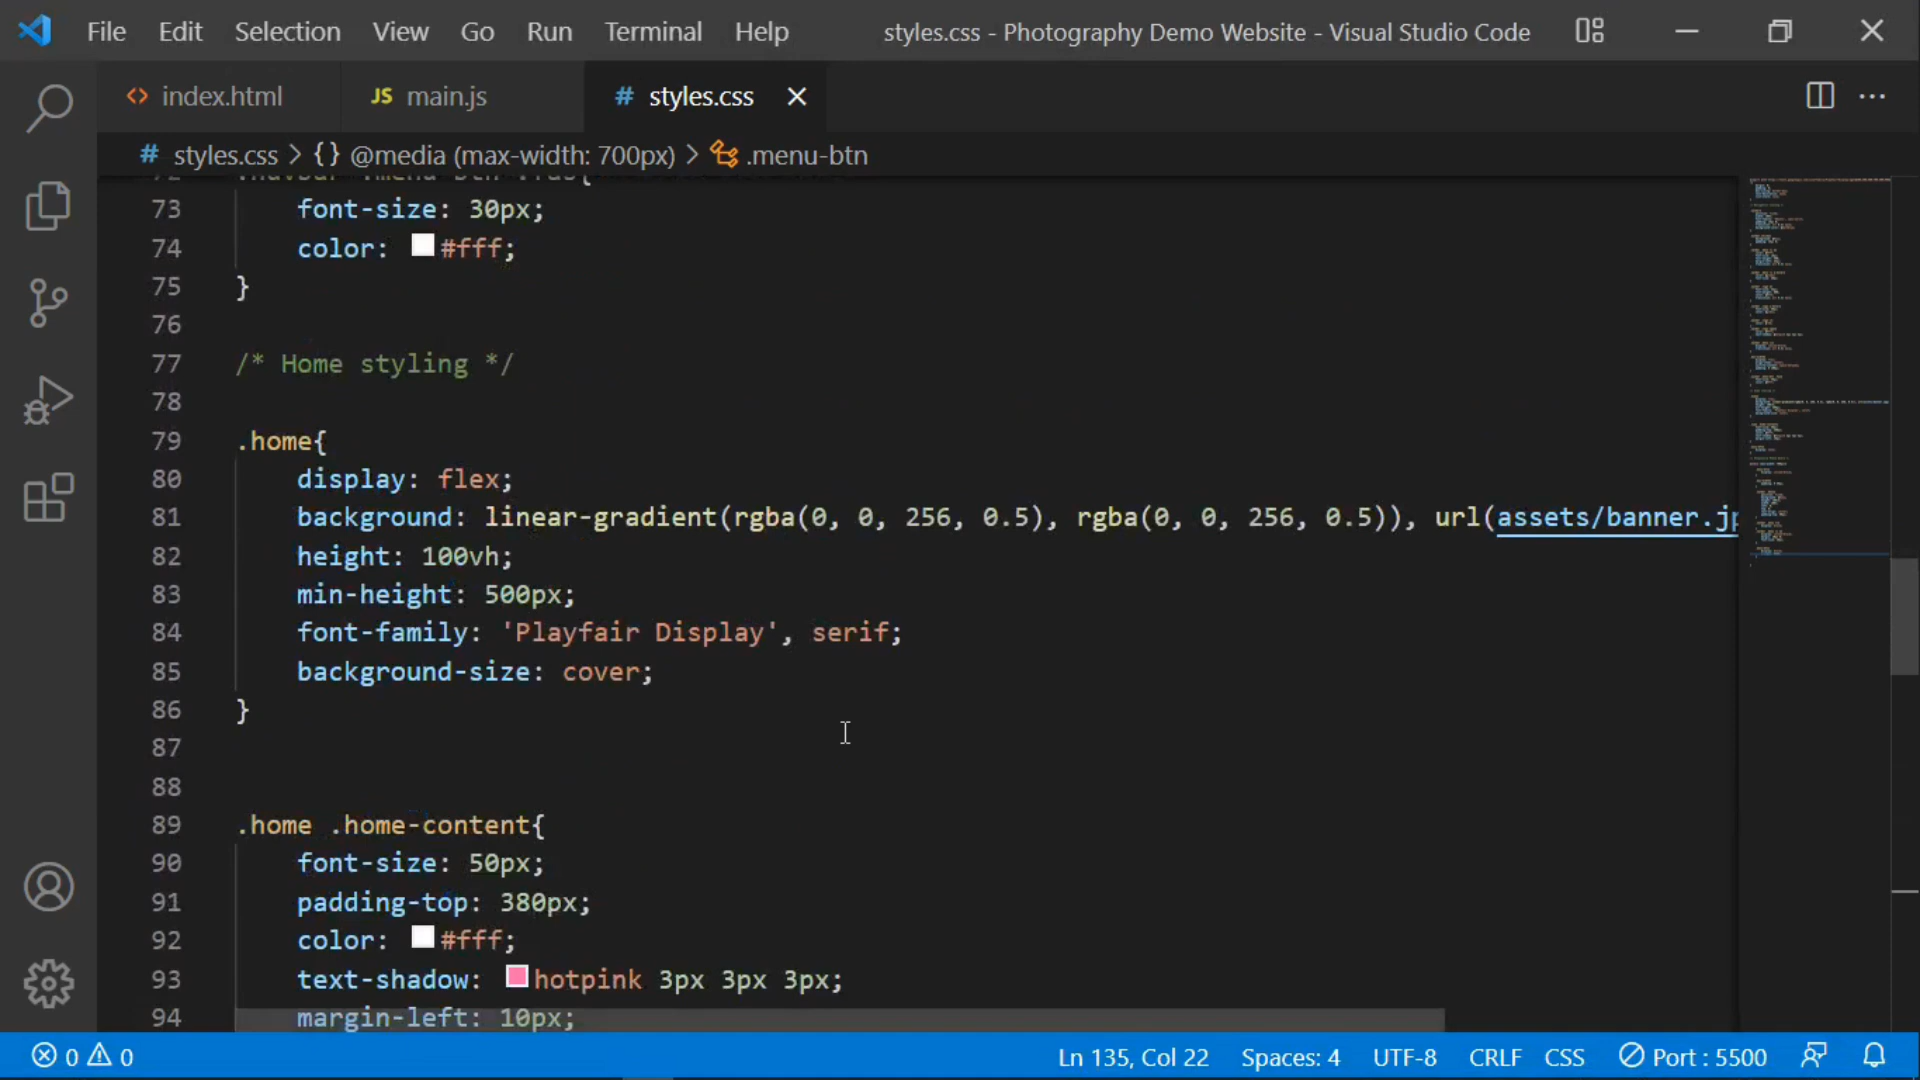 File Edit Selection View Go Run Terminal Help styles.css - Photography Demo Website - Visual Studio Code
<> index.html JS main.js # styles.css ×
# styles.css > {} @media (max-width: 700px) > .menu-btn
73 font-size: 30px;
74 color: #fff;
75 }
76
77 /* Home styling */
78
79 .home{
80 display: flex;
81 background: linear-gradient(rgba(0, 0, 256, 0.5), rgba(0, 0, 256, 0.5)), url(assets/banner.jp
82 height: 100vh;
83 min-height: 500px;
84 font-family: 'Playfair Display', serif;
85 background-size: cover;
86 }
87
88
89 .home .home-content{
90 font-size: 50px;
91 padding-top: 380px;
92 color: #fff;
93 text-shadow: hotpink 3px 3px 3px;
94 margin-left: 10px;
0 0 Ln 135, Col 22 Spaces: 4 UTF-8 CRLF CSS Port : 5500